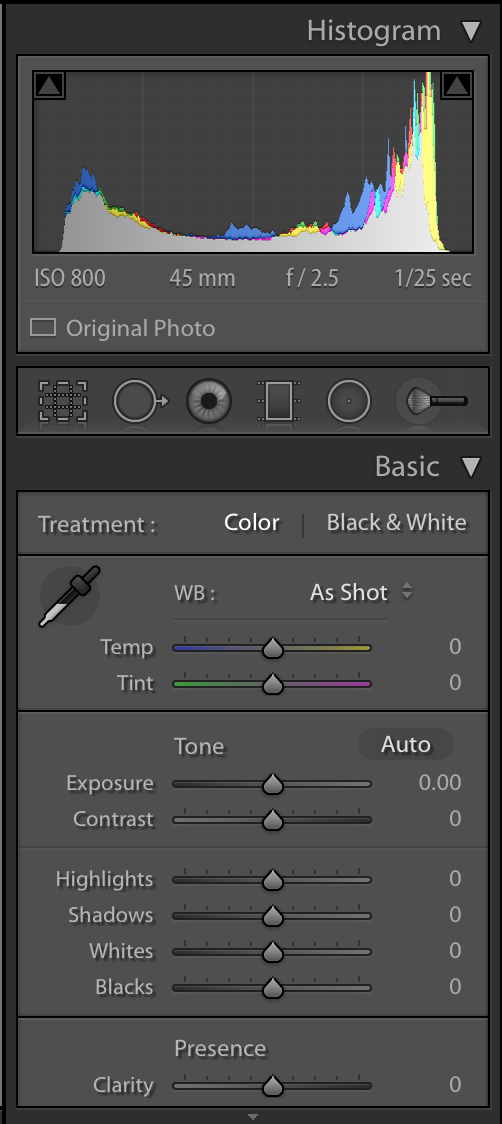 Histogram
ISO 800 45 mm f / 2.5 1/25 sec
Original Photo
Basic
Treatment : Color | Black & White
WB : As Shot
Temp 0
Tint 0
Tone Auto
Exposure 0.00
Contrast 0
Highlights 0
Shadows 0
Whites 0
Blacks 0
Presence
Clarity 0